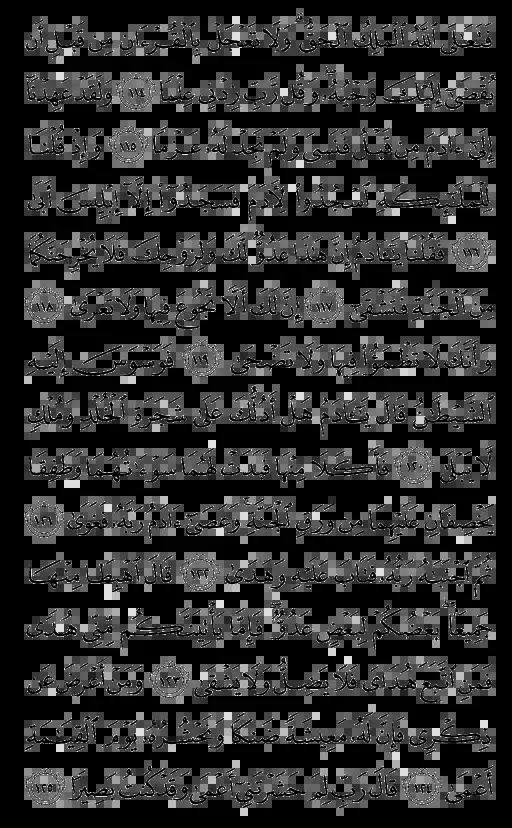 فَتَعَٰلَى ٱللَّهُ ٱلْمَلِكُ ٱلْحَقُّ ۗ وَلَا تَعْجَلْ بِٱلْقُرْءَانِ مِن قَبْلِ أَن
يُقْضَىٰٓ إِلَيْكَ وَحْيُهُۥ ۖ وَقُل رَّبِّ زِدْنِى عِلْمًا ١١٤ وَلَقَدْ عَهِدْنَآ
إِلَىٰٓ ءَادَمَ مِن قَبْلُ فَنَسِىَ وَلَمْ نَجِدْ لَهُۥ عَزْمًا ١١٥ وَإِذْ قُلْنَا
لِلْمَلَٰٓئِكَةِ ٱسْجُدُوا۟ لِءَادَمَ فَسَجَدُوٓا۟ إِلَّآ إِبْلِيسَ أَبَىٰ
١١٦ فَقُلْنَا يَٰٓـَٔادَمُ إِنَّ هَٰذَا عَدُوٌّ لَّكَ وَلِزَوْجِكَ فَلَا يُخْرِجَنَّكُمَا
مِنَ ٱلْجَنَّةِ فَتَشْقَىٰٓ ١١٧ إِنَّ لَكَ أَلَّا تَجُوعَ فِيهَا وَلَا تَعْرَىٰ ١١٨
وَأَنَّكَ لَا تَظْمَؤُا۟ فِيهَا وَلَا تَضْحَىٰ ١١٩ فَوَسْوَسَ إِلَيْهِ
ٱلشَّيْطَٰنُ قَالَ يَٰٓـَٔادَمُ هَلْ أَدُلُّكَ عَلَىٰ شَجَرَةِ ٱلْخُلْدِ وَمُلْكٍ
لَّا يَبْلَىٰ ١٢٠ فَأَكَلَا مِنْهَا فَبَدَتْ لَهُمَا سَوْءَٰتُهُمَا وَطَفِقَا
يَخْصِفَانِ عَلَيْهِمَا مِن وَرَقِ ٱلْجَنَّةِ ۚ وَعَصَىٰٓ ءَادَمُ رَبَّهُۥ فَغَوَىٰ ١٢١
ثُمَّ ٱجْتَبَٰهُ رَبُّهُۥ فَتَابَ عَلَيْهِ وَهَدَىٰ ١٢٢ قَالَ ٱهْبِطَا مِنْهَا
جَمِيعًۢا ۖ بَعْضُكُمْ لِبَعْضٍ عَدُوٌّ ۖ فَإِمَّا يَأْتِيَنَّكُم مِّنِّى هُدًى
فَمَنِ ٱتَّبَعَ هُدَاىَ فَلَا يَضِلُّ وَلَا يَشْقَىٰ ١٢٣ وَمَنْ أَعْرَضَ عَن
ذِكْرِى فَإِنَّ لَهُۥ مَعِيشَةً ضَنكًا وَنَحْشُرُهُۥ يَوْمَ ٱلْقِيَٰمَةِ
أَعْمَىٰ ١٢٤ قَالَ رَبِّ لِمَ حَشَرْتَنِىٓ أَعْمَىٰ وَقَدْ كُنتُ بَصِيرًا ١٢٥